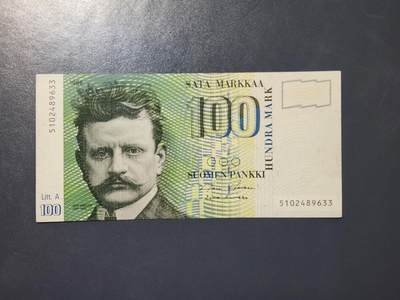 SATA MARKKAA
100
HUNDRA MARK
SUOMEN PANKKI
5102489633
5102489633
Litt. A
100